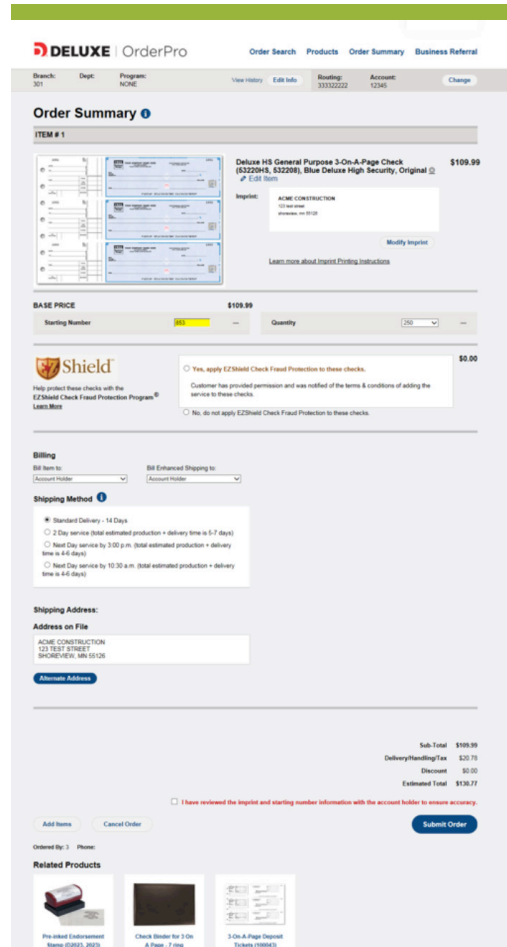 DELUXE | OrderPro
Order Search Products Order Summary Business Referral
Branch: Dept: Program: View History Edit Info Routing: Account: Change
301 NONE 333322222 12345
Order Summary
ITEM # 1
Deluxe HS General Purpose 3-On-A-Page Check $109.99
(53220HS, 532208), Blue Deluxe High Security, Original
Edit Item
Imprint:
ACME CONSTRUCTION
123 test street
shoreview, mn 55126
Modify Imprint
Learn more about Imprint Printing Instructions
BASE PRICE $109.99
Starting Number 853 --- Quantity 250 ---
EZShield
$0.00
Yes, apply EZShield Check Fraud Protection to these checks.
Customer has provided permission and was notified of the terms & conditions of adding the
service to these checks.
Help protect these checks with the
EZShield Check Fraud Protection Program®
Learn More
No, do not apply EZShield Check Fraud Protection to these checks.
Billing
Bill Item to: Bill Enhanced Shipping to:
Account Holder Account Holder
Shipping Method
Standard Delivery - 14 Days
2 Day service (total estimated production + delivery time is 5-7 days)
Next Day service by 3:00 p.m. (total estimated production + delivery
time is 4-6 days)
Next Day service by 10:30 a.m. (total estimated production + delivery
time is 4-6 days)
Shipping Address:
Address on File
ACME CONSTRUCTION
123 TEST STREET
SHOREVIEW, MN 55126
Alternate Address
Sub-Total $109.99
Delivery/Handling/Tax $20.78
Discount $0.00
Estimated Total $130.77
I have reviewed the imprint and starting number information with the account holder to ensure accuracy.
Add Items Cancel Order Submit Order
Ordered By: 3 Phone:
Related Products
Pre-inked Endorsement
Stamp (D2023, 2023)
Check Binder for 3 On
A Page - 7 ring
3-On-A-Page Deposit
Tickets (100043)